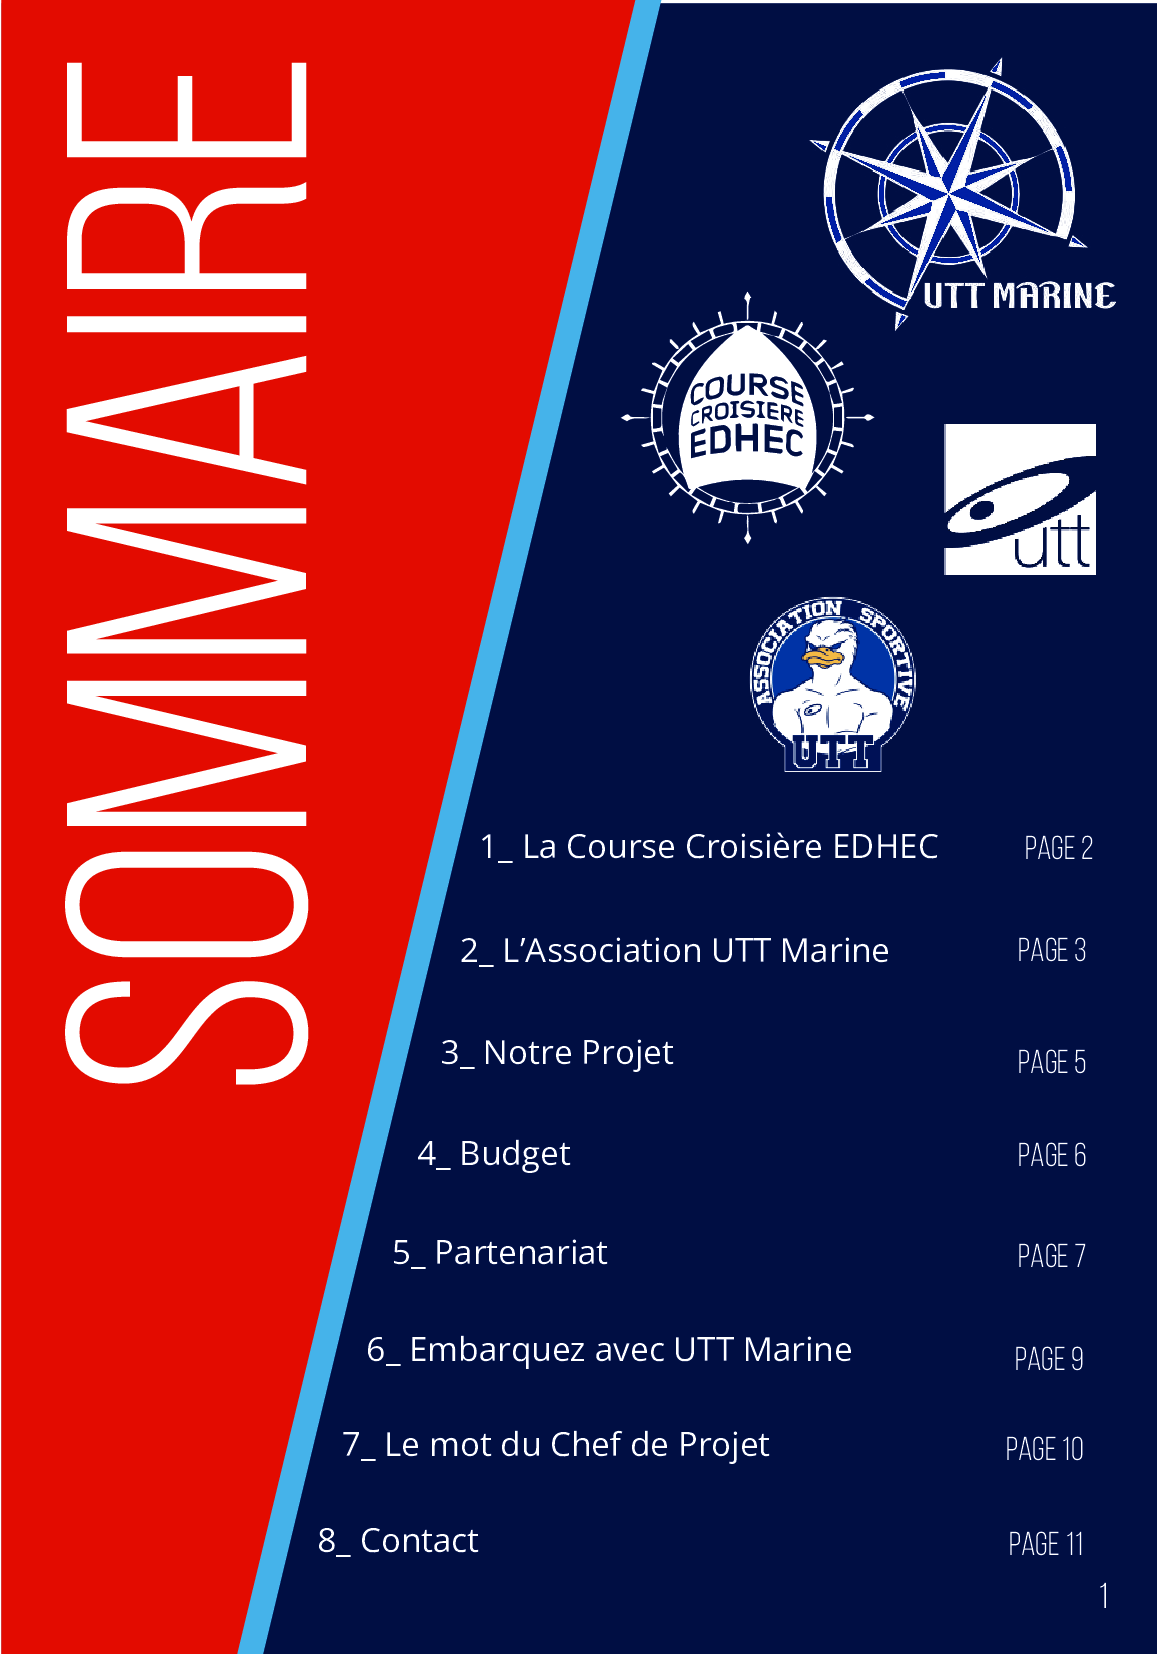 SOMMAIRE
UTT MARINE
COURSE
CROISIERE
EDHEC
utt
ASSOCIATION SPORTIVE
UTT
1_ La Course Croisière EDHEC PAGE 2
2_ L’Association UTT Marine PAGE 3
3_ Notre Projet PAGE 5
4_ Budget PAGE 6
5_ Partenariat PAGE 7
6_ Embarquez avec UTT Marine PAGE 9
7_ Le mot du Chef de Projet PAGE 10
8_ Contact PAGE 11
1